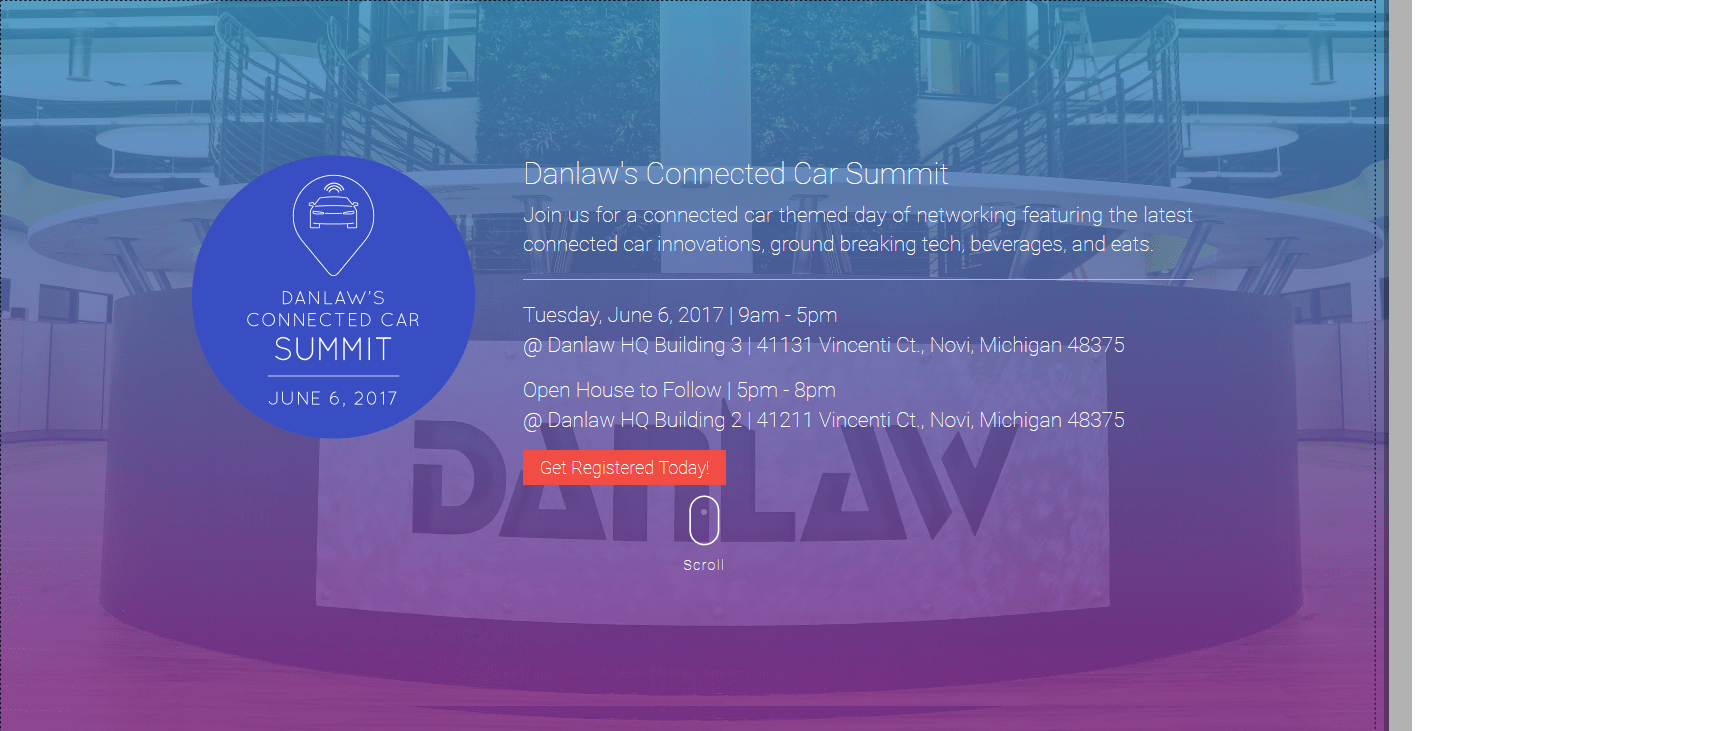 DANLAW'S
CONNECTED CAR
SUMMIT
JUNE 6, 2017
Danlaw's Connected Car Summit
Join us for a connected car themed day of networking featuring the latest
connected car innovations, ground breaking tech, beverages, and eats.
Tuesday, June 6, 2017 | 9am - 5pm
@ Danlaw HQ Building 3 | 41131 Vincenti Ct., Novi, Michigan 48375
Open House to Follow | 5pm - 8pm
@ Danlaw HQ Building 2 | 41211 Vincenti Ct., Novi, Michigan 48375
Get Registered Today!
DANLAW
Scroll